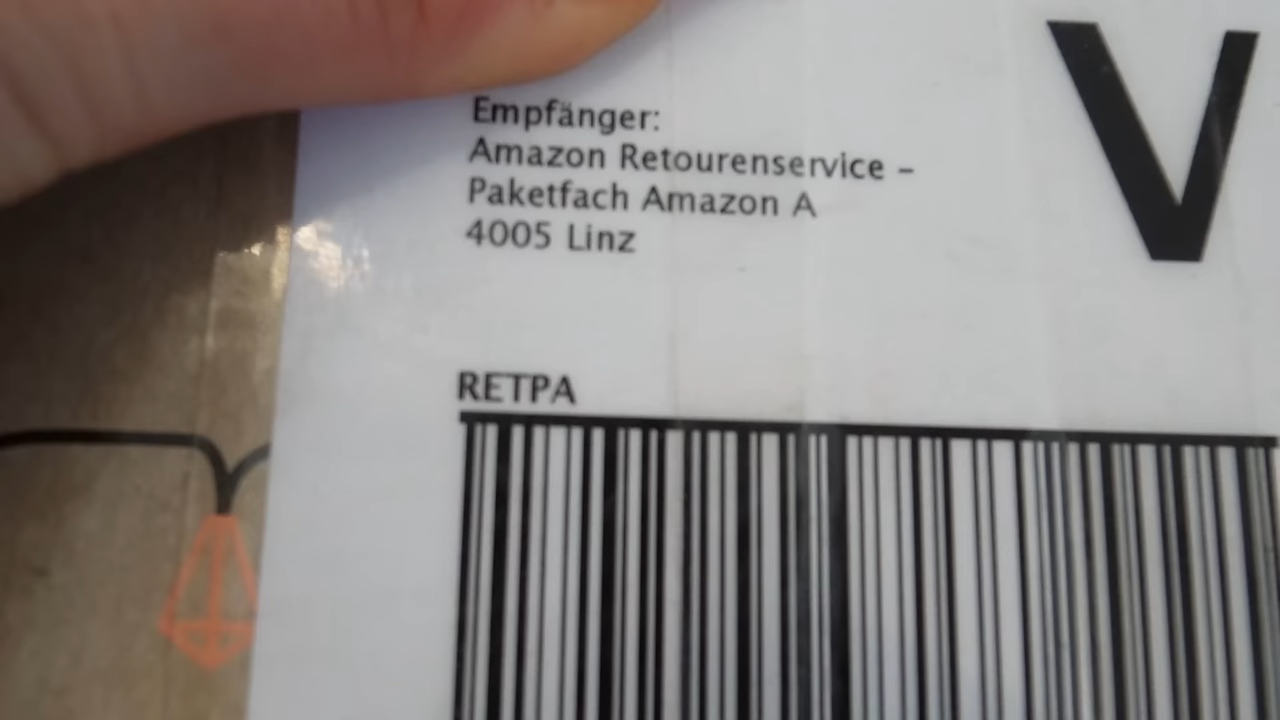 V
Empfänger:
Amazon Retourenservice –
Paketfach Amazon A
4005 Linz
RETPA